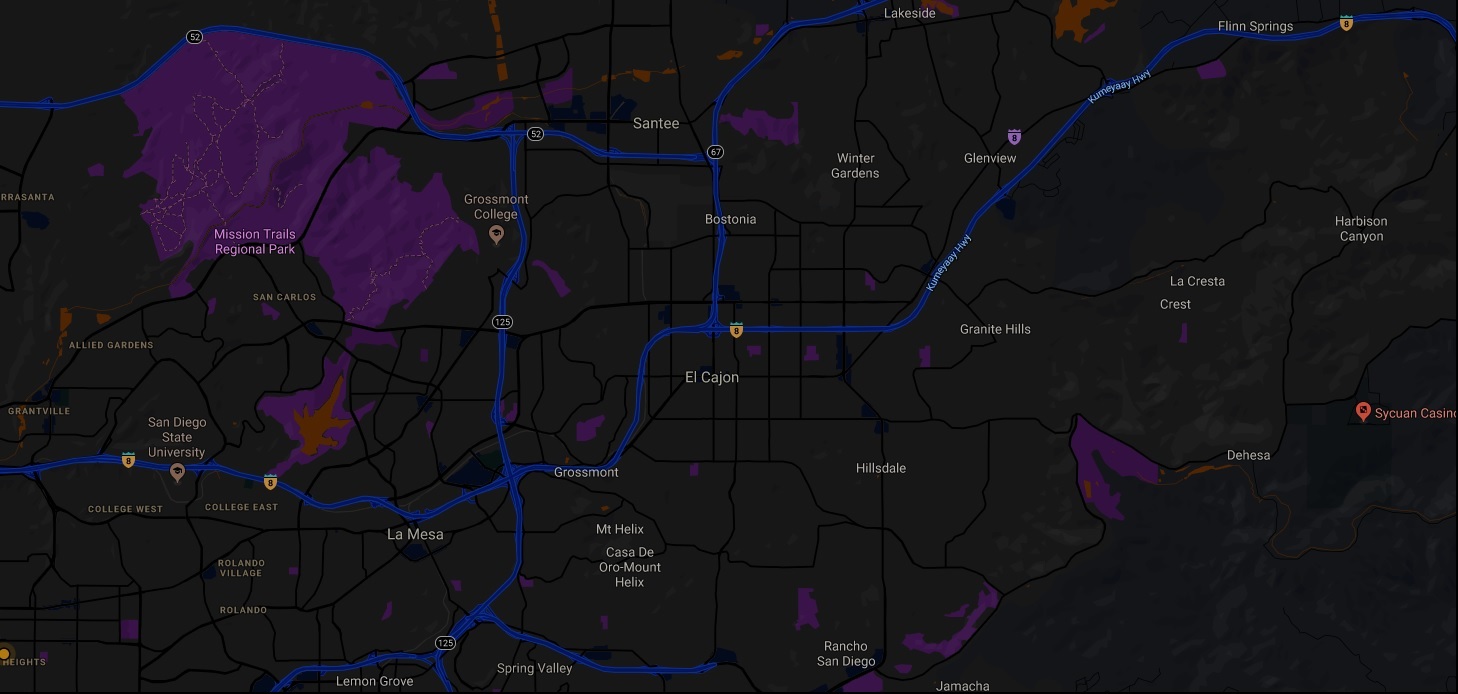 Lakeside
Flinn Springs
8
52
Kumeyaay Hwy
Santee
52
8
67
Winter
Gardens
Glenview
RRASANTA
Grossmont
College
Bostonia
Harbison
Canyon
Mission Trails
Regional Park
Kumeyaay Hwy
La Cresta
SAN CARLOS
Crest
125
8
Granite Hills
ALLIED GARDENS
El Cajon
GRANTVILLE
Sycuan Casino
San Diego
State
University
8
8
Grossmont
Hillsdale
Dehesa
COLLEGE WEST
COLLEGE EAST
La Mesa
Mt Helix
Casa De
Oro-Mount
Helix
ROLANDO
VILLAGE
ROLANDO
125
Rancho
San Diego
HEIGHTS
Spring Valley
Lemon Grove
Jamacha